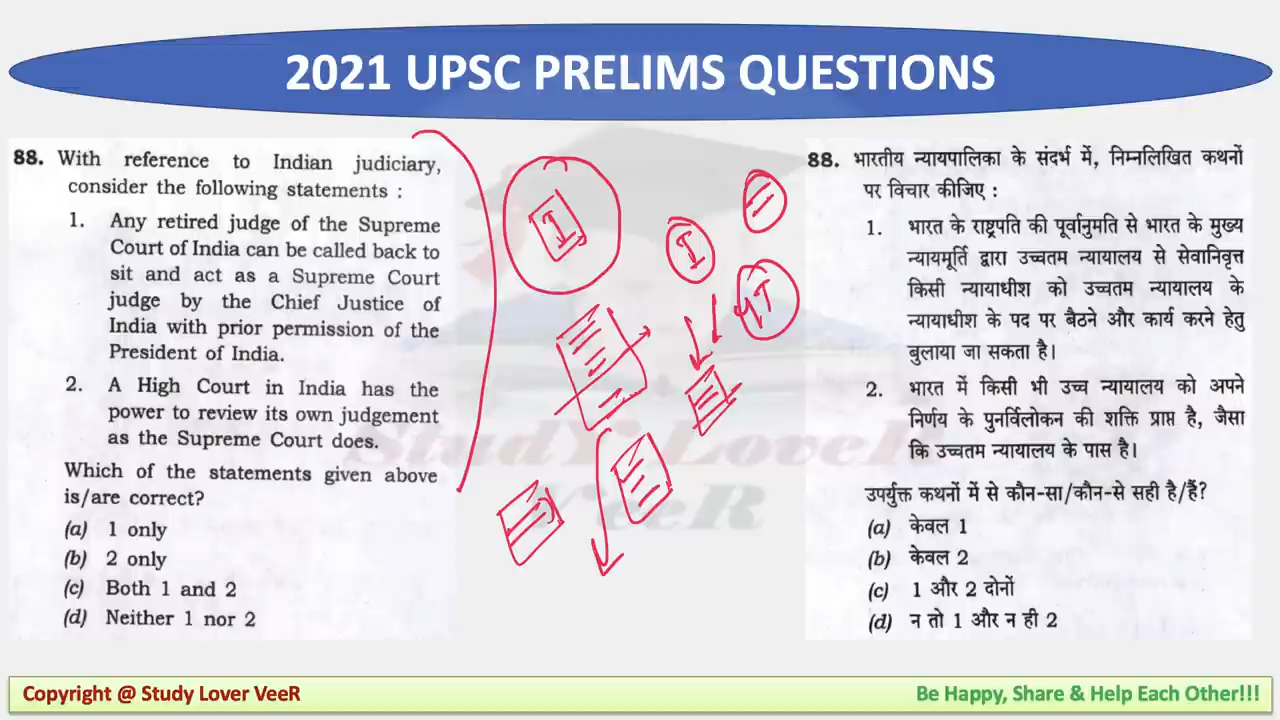 2021 UPSC PRELIMS QUESTIONS
88. With reference to Indian judiciary,
consider the following statements :
1. Any retired judge of the Supreme
Court of India can be called back to
sit and act as a Supreme Court
judge by the Chief Justice of
India with prior permission of the
President of India.
2. A High Court in India has the
power to review its own judgement
as the Supreme Court does.
Which of the statements given above
is/are correct?
(a) 1 only
(b) 2 only
(c) Both 1 and 2
(d) Neither 1 nor 2
88. भारतीय न्यायपालिका के संदर्भ में, निम्नलिखित कथनों
पर विचार कीजिए :
1. भारत के राष्ट्रपति की पूर्वानुमति से भारत के मुख्य
न्यायमूर्ति द्वारा उच्चतम न्यायालय से सेवानिवृत्त
किसी न्यायाधीश को उच्चतम न्यायालय के
न्यायाधीश के पद पर बैठने और कार्य करने हेतु
बुलाया जा सकता है।
2. भारत में किसी भी उच्च न्यायालय को अपने
निर्णय के पुनर्विलोकन की शक्ति प्राप्त है, जैसा
कि उच्चतम न्यायालय के पास है।
उपर्युक्त कथनों में से कौन-सा/कौन-से सही है/हैं?
(a) केवल 1
(b) केवल 2
(c) 1 और 2 दोनों
(d) न तो 1 और न ही 2
StudY LoveR
VeeR
Copyright @ Study Lover VeeR
Be Happy, Share & Help Each Other!!!